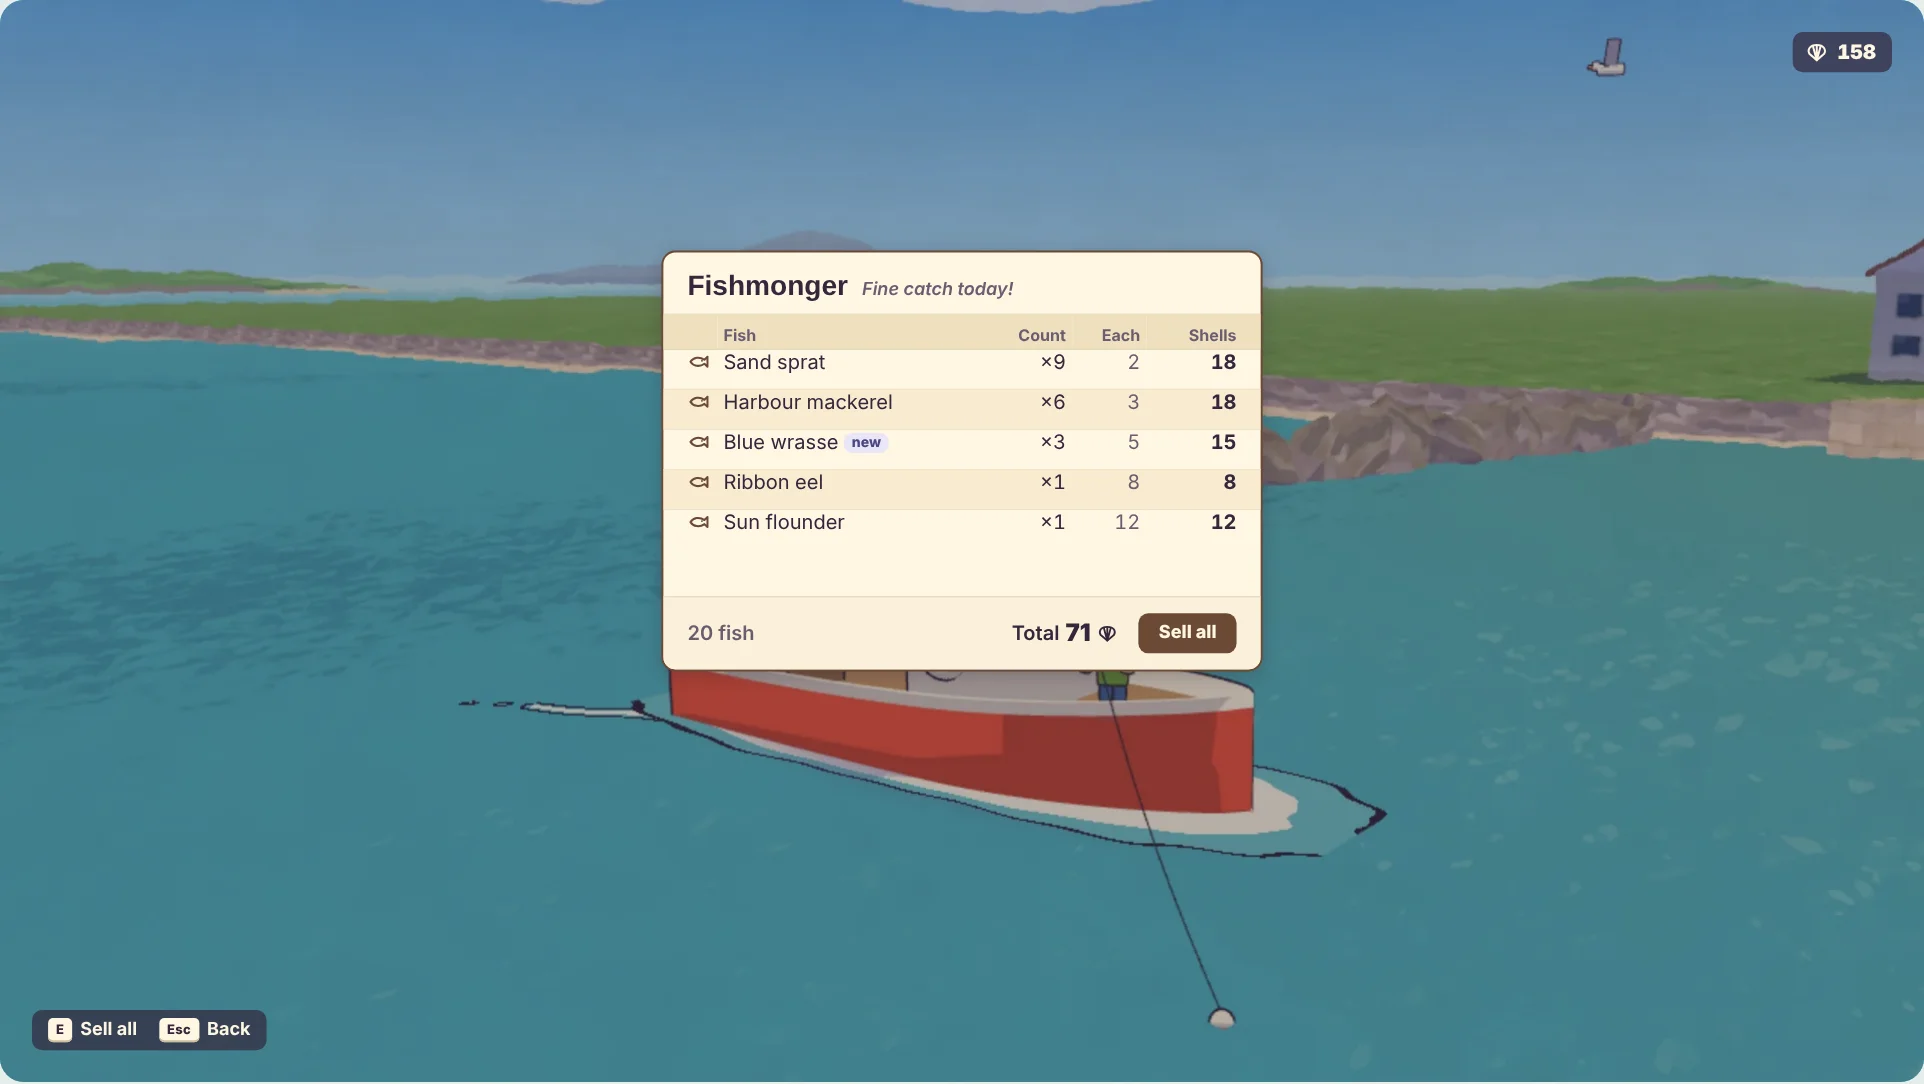 158
Fishmonger Fine catch today!
Fish Count Each Shells
Sand sprat ×9 2 18
Harbour mackerel ×6 3 18
Blue wrasse new ×3 5 15
Ribbon eel ×1 8 8
Sun flounder ×1 12 12
20 fish Total 71 Sell all
E Sell all Esc Back